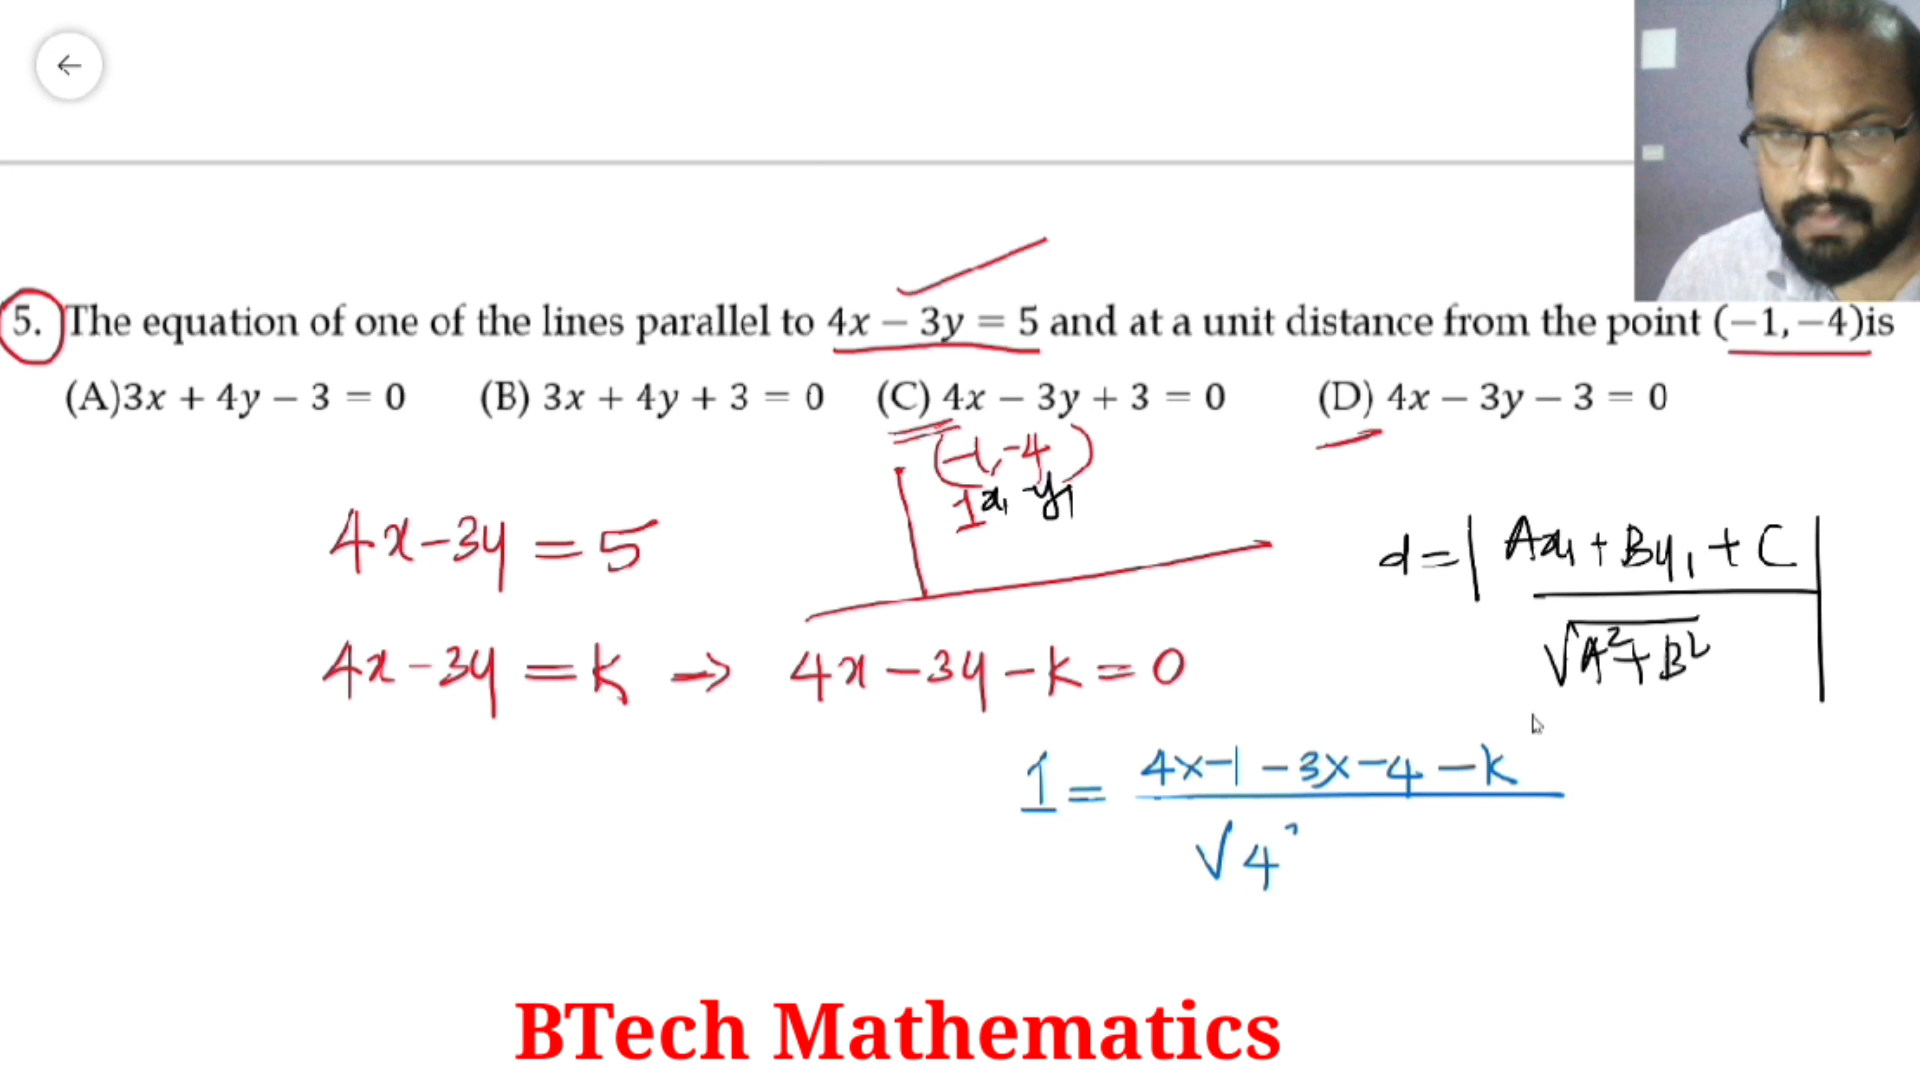 5. The equation of one of the lines parallel to 4x − 3y = 5 and at a unit distance from the point (−1, −4)is
(A)3x + 4y − 3 = 0 (B) 3x + 4y + 3 = 0 (C) 4x − 3y + 3 = 0 (D) 4x − 3y − 3 = 0
(-1,-4)
1 x₁ y₁
4x-3y = 5
d = | Ax₁ + By₁ + C |
√A²+B²
4x-3y = k → 4x-3y-k = 0
1 = 4x-1 - 3x-4 - k
√4²
BTech Mathematics